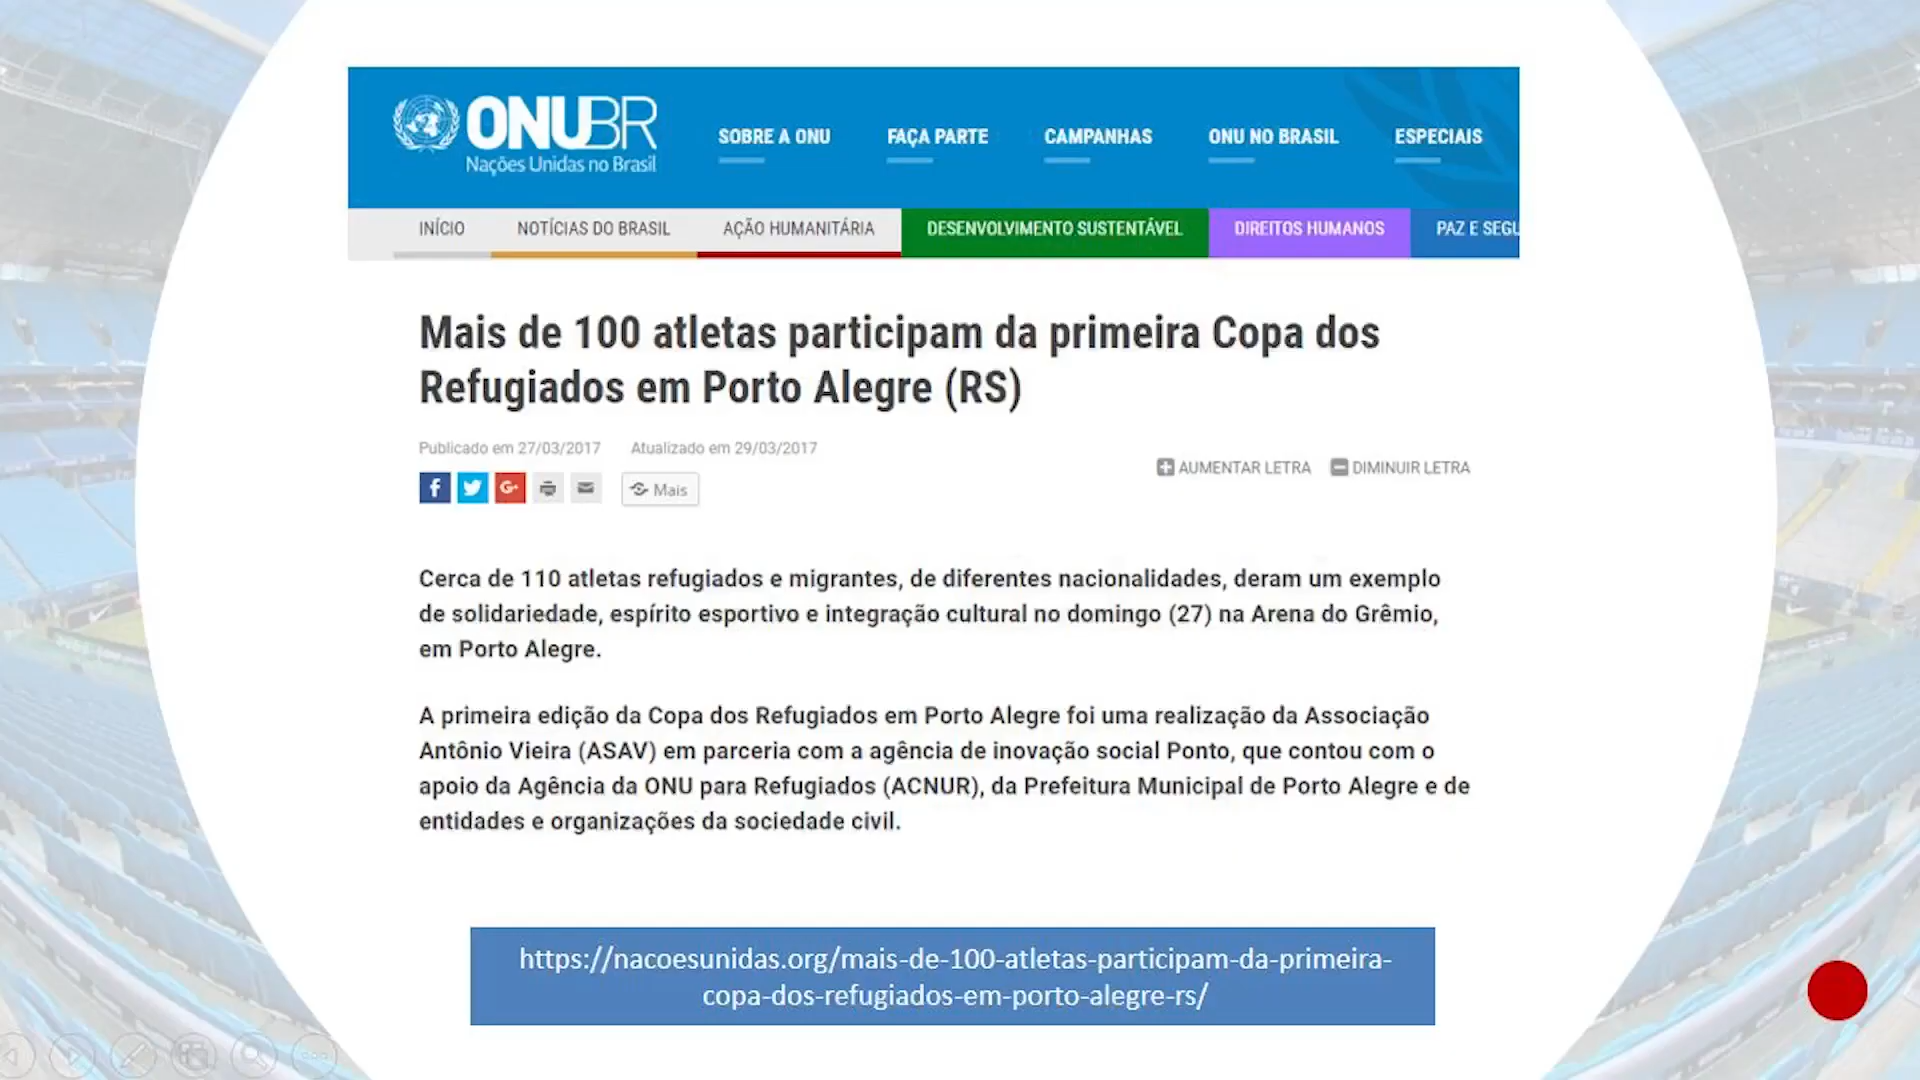 ONUBR
Nações Unidas no Brasil
SOBRE A ONU
FAÇA PARTE
CAMPANHAS
ONU NO BRASIL
ESPECIAIS
INÍCIO
NOTÍCIAS DO BRASIL
AÇÃO HUMANITÁRIA
DESENVOLVIMENTO SUSTENTÁVEL
DIREITOS HUMANOS
PAZ E SEGU
Mais de 100 atletas participam da primeira Copa dos
Refugiados em Porto Alegre (RS)
Publicado em 27/03/2017 Atualizado em 29/03/2017
AUMENTAR LETRA DIMINUIR LETRA
Mais
Cerca de 110 atletas refugiados e migrantes, de diferentes nacionalidades, deram um exemplo
de solidariedade, espírito esportivo e integração cultural no domingo (27) na Arena do Grêmio,
em Porto Alegre.
A primeira edição da Copa dos Refugiados em Porto Alegre foi uma realização da Associação
Antônio Vieira (ASAV) em parceria com a agência de inovação social Ponto, que contou com o
apoio da Agência da ONU para Refugiados (ACNUR), da Prefeitura Municipal de Porto Alegre e de
entidades e organizações da sociedade civil.
https://nacoesunidas.org/mais-de-100-atletas-participam-da-primeira-
copa-dos-refugiados-em-porto-alegre-rs/